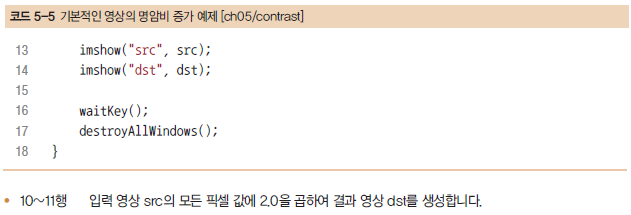 코드 5-5 기본적인 영상의 명암비 증가 예제 [ch05/contrast]
13 imshow("src", src);
14 imshow("dst", dst);
15
16 waitKey();
17 destroyAllWindows();
18 }
• 10~11행 입력 영상 src의 모든 픽셀 값에 2.0을 곱하여 결과 영상 dst를 생성합니다.